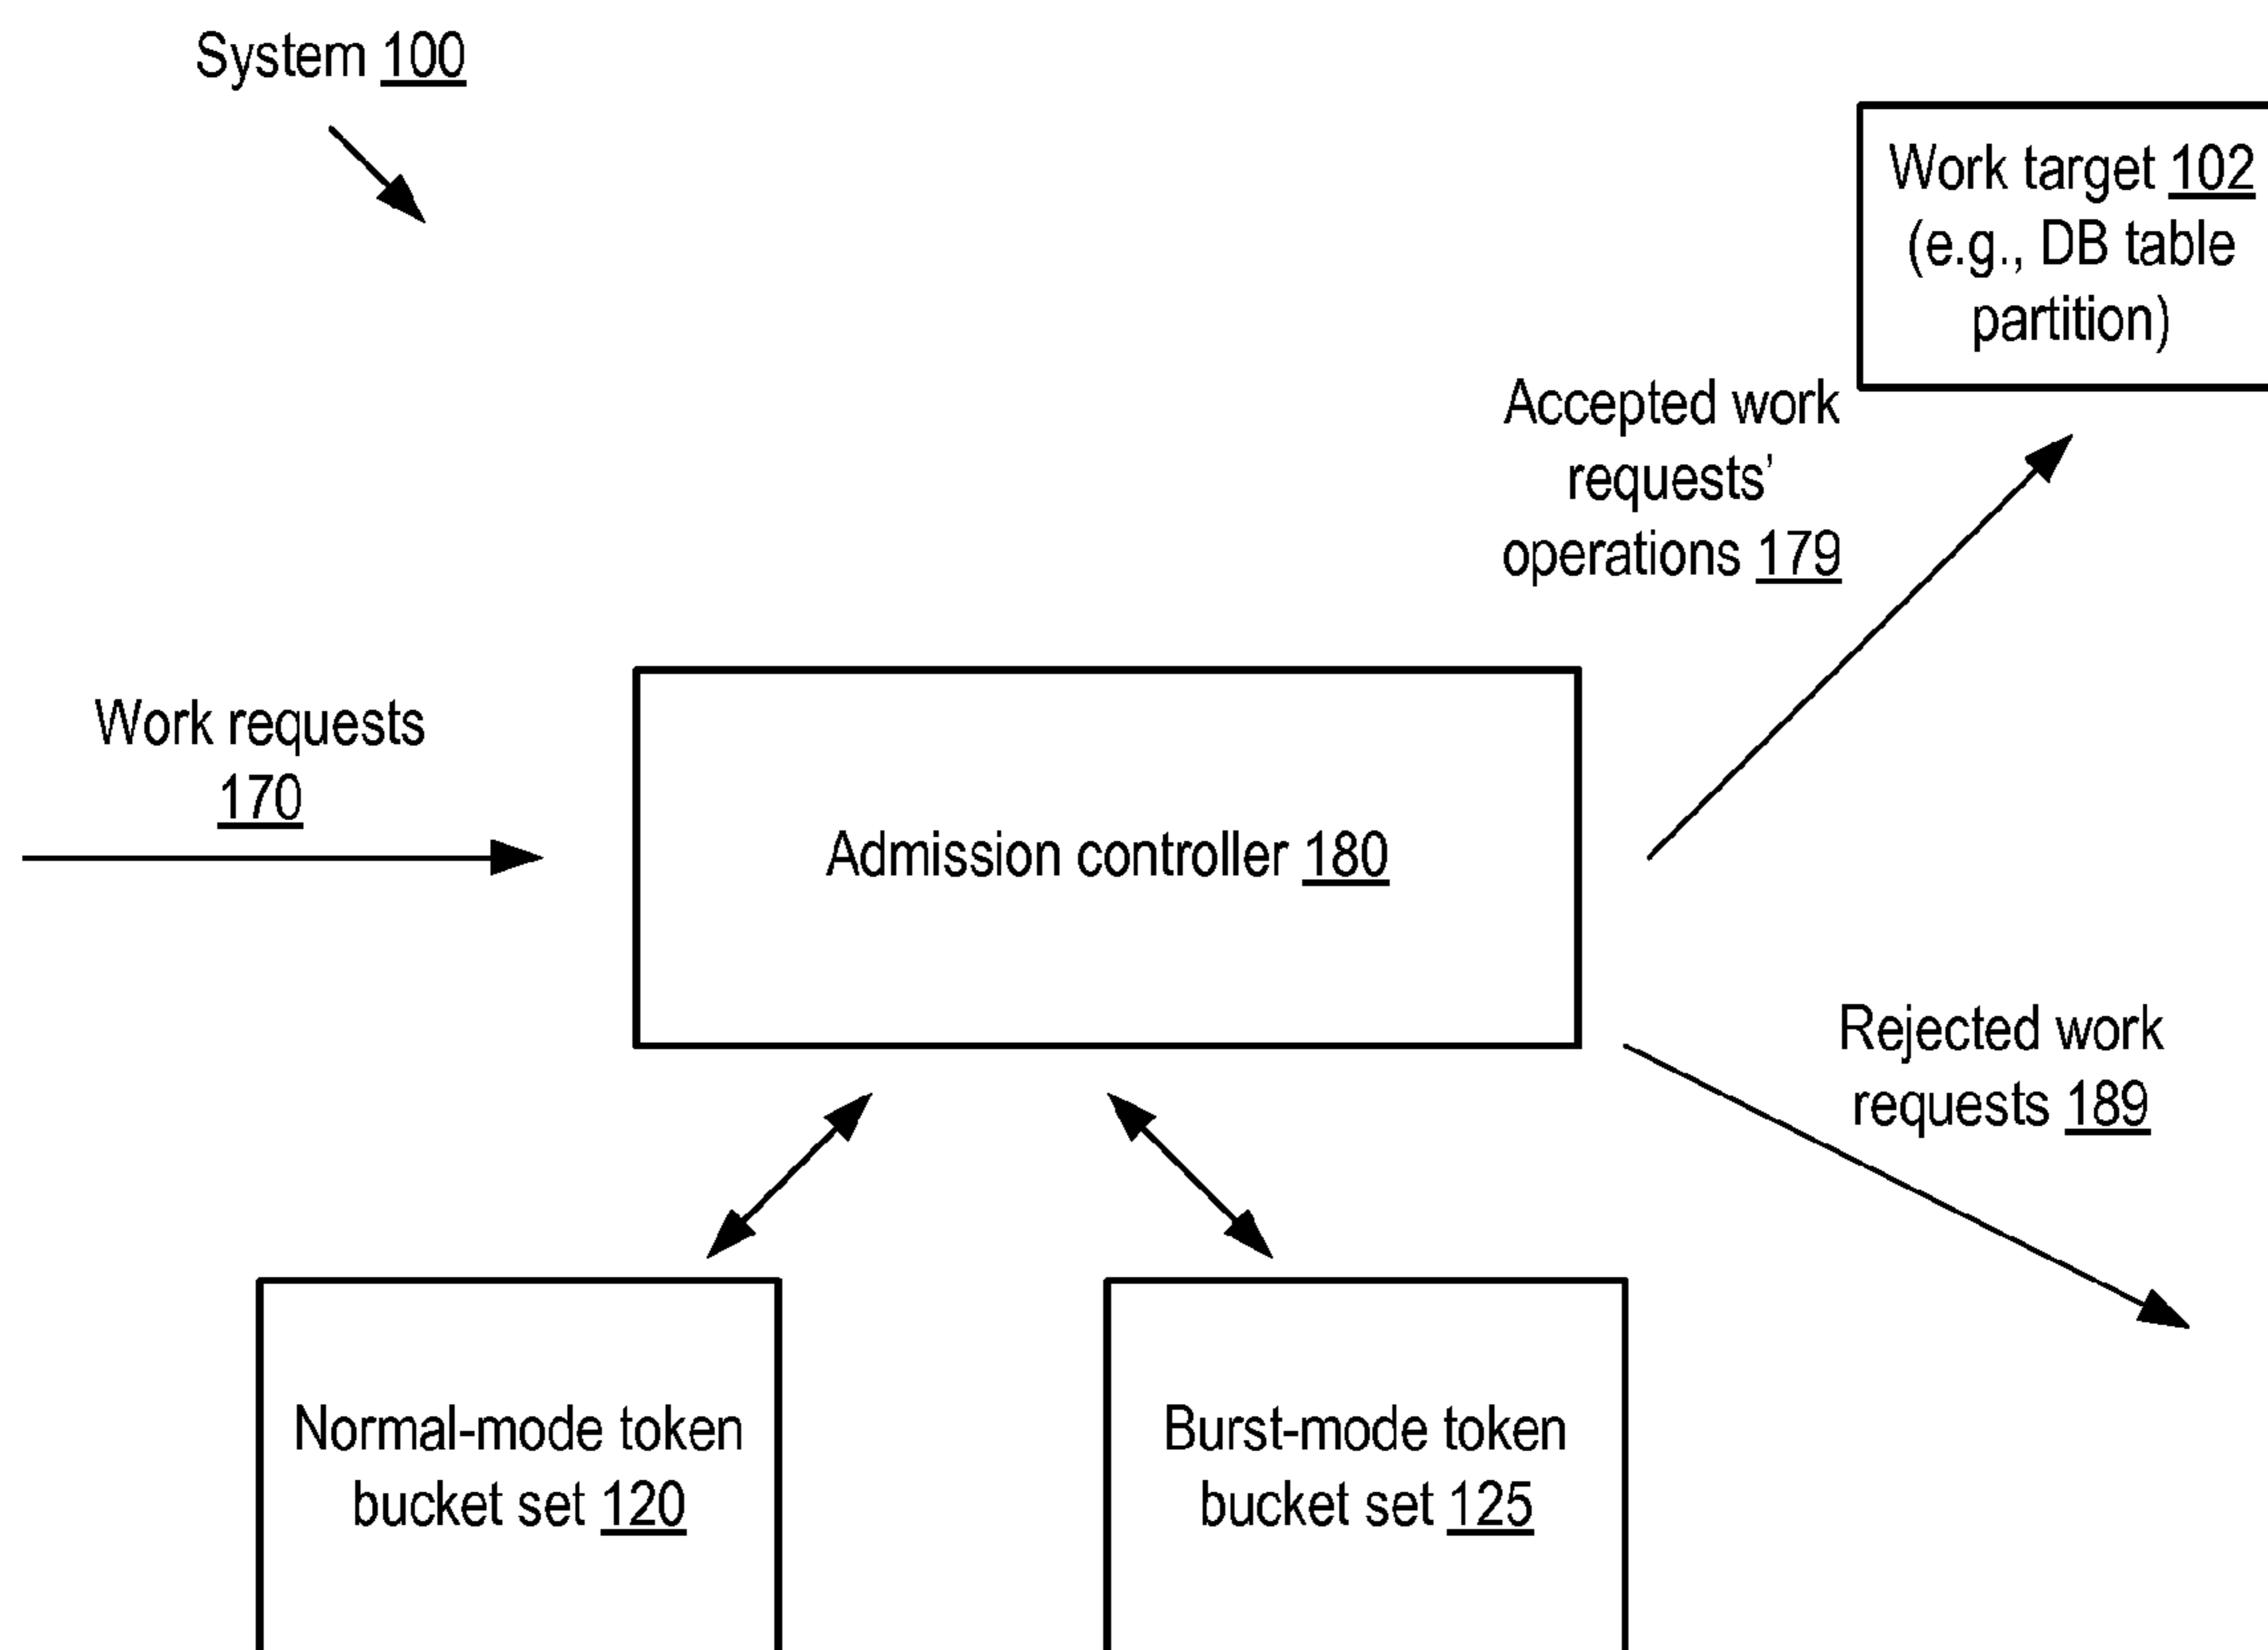 System 100
Work target 102
(e.g., DB table
partition)
Accepted work
requests'
operations 179
Work requests
170
Admission controller 180
Rejected work
requests 189
Normal-mode token
bucket set 120
Burst-mode token
bucket set 125